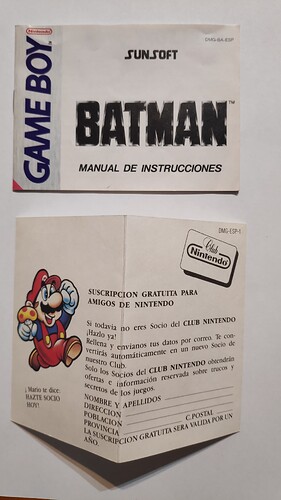 Nintendo
GAME BOY
DMG-BA-ESP
SUNSOFT
BATMAN™
MANUAL DE INSTRUCCIONES
DMG-ESP-1
Club
Nintendo
SUSCRIPCION GRATUITA PARA
AMIGOS DE NINTENDO
Si todavía no eres Socio del CLUB NINTENDO
¡Hazlo ya!
Rellena y envíanos tus datos por correo. Te con-
vertirás automáticamente en un nuevo Socio de
nuestro Club.
Solo los Socios del CLUB NINTENDO obtendrán
ofertas e información reservada sobre trucos y
secretos de los juegos.
NOMBRE Y APELLIDOS
DIRECCION
POBLACION C. POSTAL
PROVINCIA
LA SUSCRIPCION GRATUITA SERA VALIDA POR UN
AÑO.
¡Mario te dice:
HAZTE SOCIO
HOY!